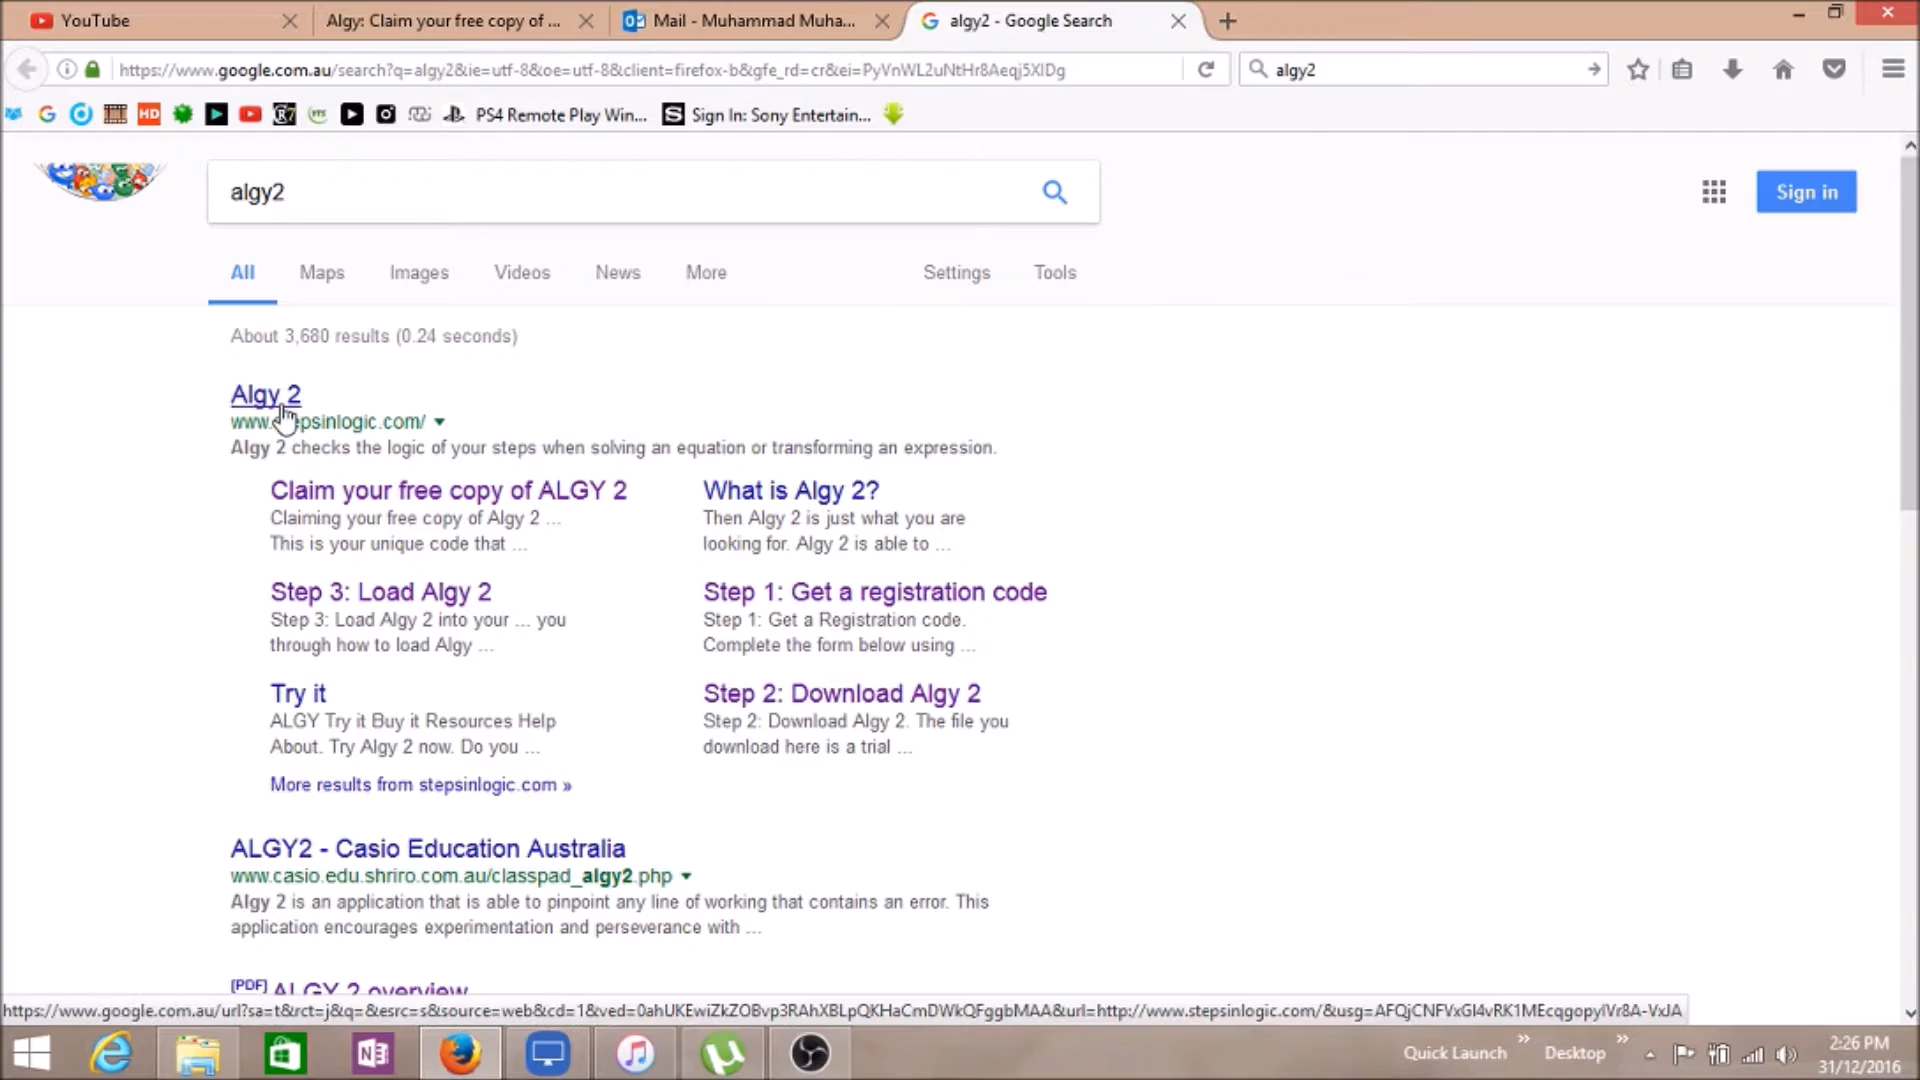 YouTube
Algy: Claim your free copy of ...
Mail - Muhammad Muha...
algy2 - Google Search
https://www.google.com.au/search?q=algy2&ie=utf-8&oe=utf-8&client=firefox-b&gfe_rd=cr&ei=PyVnWL2uNtHr8Aeqj5XIDg
algy2
PS4 Remote Play Win...
Sign In: Sony Entertain...
algy2
Sign in
All Maps Images Videos News More Settings Tools
About 3,680 results (0.24 seconds)
Algy 2
www.stepsinlogic.com/
Algy 2 checks the logic of your steps when solving an equation or transforming an expression.
Claim your free copy of ALGY 2
Claiming your free copy of Algy 2 ...
This is your unique code that ...
What is Algy 2?
Then Algy 2 is just what you are
looking for. Algy 2 is able to ...
Step 3: Load Algy 2
Step 3: Load Algy 2 into your ... you
through how to load Algy ...
Step 1: Get a registration code
Step 1: Get a Registration code.
Complete the form below using ...
Try it
ALGY Try it Buy it Resources Help
About. Try Algy 2 now. Do you ...
Step 2: Download Algy 2
Step 2: Download Algy 2. The file you
download here is a trial ...
More results from stepsinlogic.com »
ALGY2 - Casio Education Australia
www.casio.edu.shriro.com.au/classpad_algy2.php
Algy 2 is an application that is able to pinpoint any line of working that contains an error. This
application encourages experimentation and perseverance with ...
[PDF] ALGY 2 overview
https://www.google.com.au/url?sa=t&rct=j&q=&esrc=s&source=web&cd=1&ved=0ahUKEwiZkZOBvp3RAhXBLpQKHaCmDWkQFggbMAA&url=http://www.stepsinlogic.com/&usg=AFQjCNFVxGl4vRK1MEcqgopylVr8A-VxJA
Quick Launch
Desktop
2:26 PM
31/12/2016